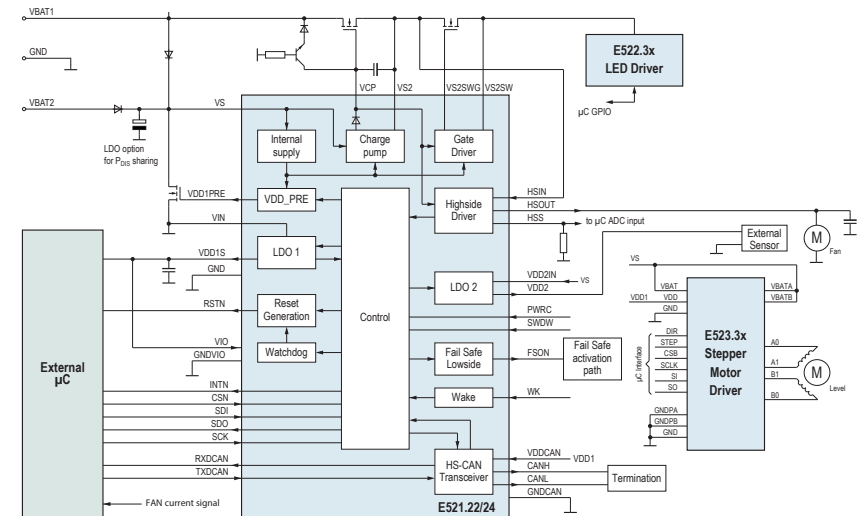 VBAT1
GND
VBAT2
VS
LDO option
for PDIS sharing
VCP
VS2
VS2SWG
VS2SW
E522.3x
LED Driver
µC GPIO
Internal
supply
Charge
pump
Gate
Driver
VDD1PRE
VDD_PRE
Highside
Driver
HSIN
HSOUT
HSS
to µC ADC input
External
Sensor
M
Fan
VIN
VDD1S
GND
LDO 1
LDO 2
VDD2IN
VS
VDD2
RSTN
Reset
Generation
Control
PWRC
SWDW
VIO
GNDVIO
Watchdog
Fail Safe
Lowside
FSON
Fail Safe
activation
path
External
µC
INTN
CSN
SDI
SDO
SCK
Wake
WK
RXDCAN
TXDCAN
HS-CAN
Transceiver
VDDCAN
VDD1
CANH
CANL
GNDCAN
Termination
FAN current signal
E521.22/24
VS
VBAT
VDD1
VDD
GND
VBATA
VBATB
µC Interface
DIR
STEP
CSB
SCLK
SI
SO
E523.3x
Stepper
Motor
Driver
A0
A1
B1
B0
M
Level
GNDPA
GNDPB
GND